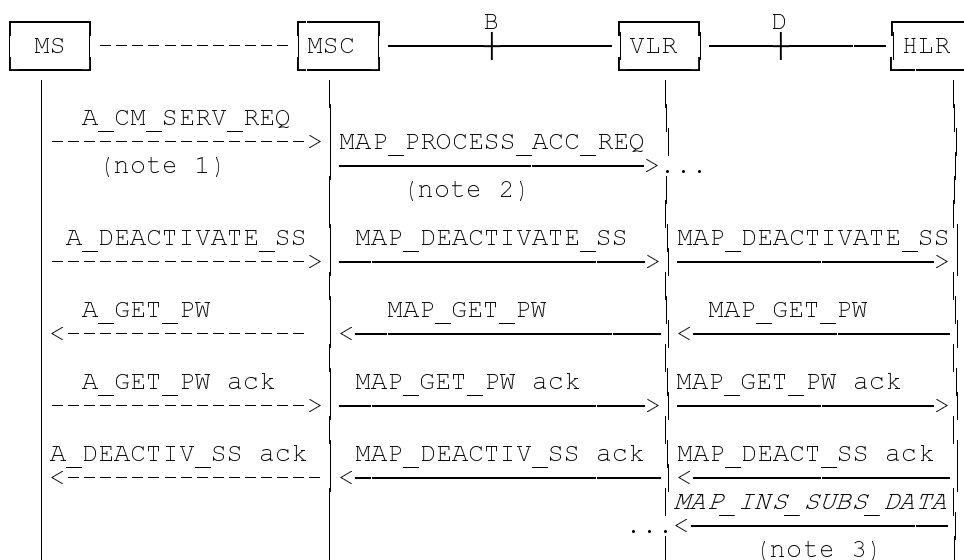 B D
MS MSC VLR HLR
A_CM_SERV_REQ
(note 1)
MAP_PROCESS_ACC_REQ
...
(note 2)
A_DEACTIVATE_SS MAP_DEACTIVATE_SS MAP_DEACTIVATE_SS
A_GET_PW MAP_GET_PW MAP_GET_PW
A_GET_PW ack MAP_GET_PW ack MAP_GET_PW ack
A_DEACTIV_SS ack MAP_DEACTIV_SS ack MAP_DEACT_SS ack
MAP_INS_SUBS_DATA
...
(note 3)